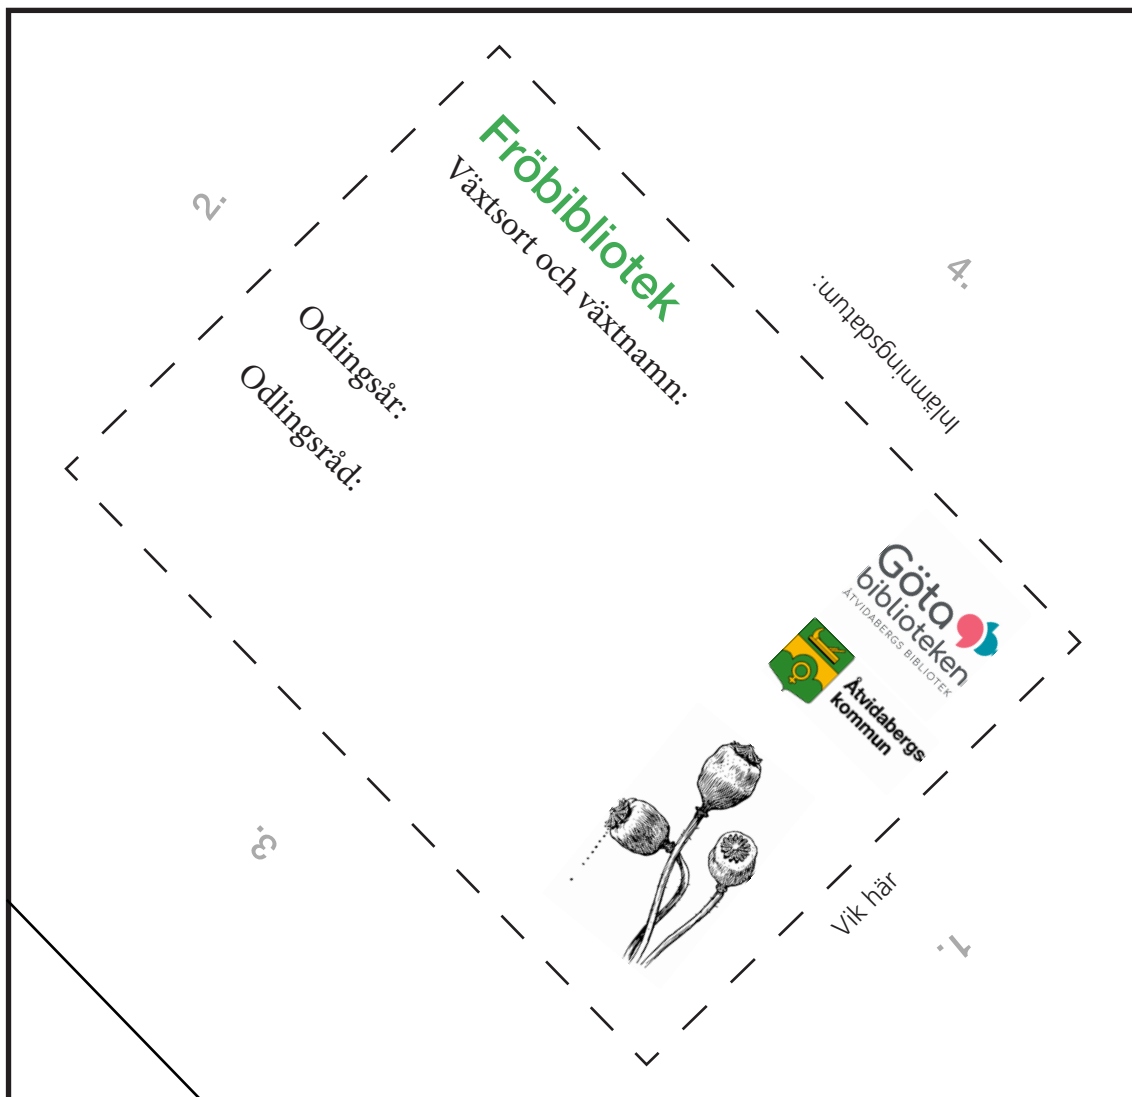 Fröbibliotek
Växtsort och växtnamn:
Odlingsår:
Odlingsråd:
Göta
biblioteken
ÅTVIDABERGS BIBLIOTEK
Åtvidabergs
kommun
Vik här
1.
2.
3.
4.
Inlämningsdatum: